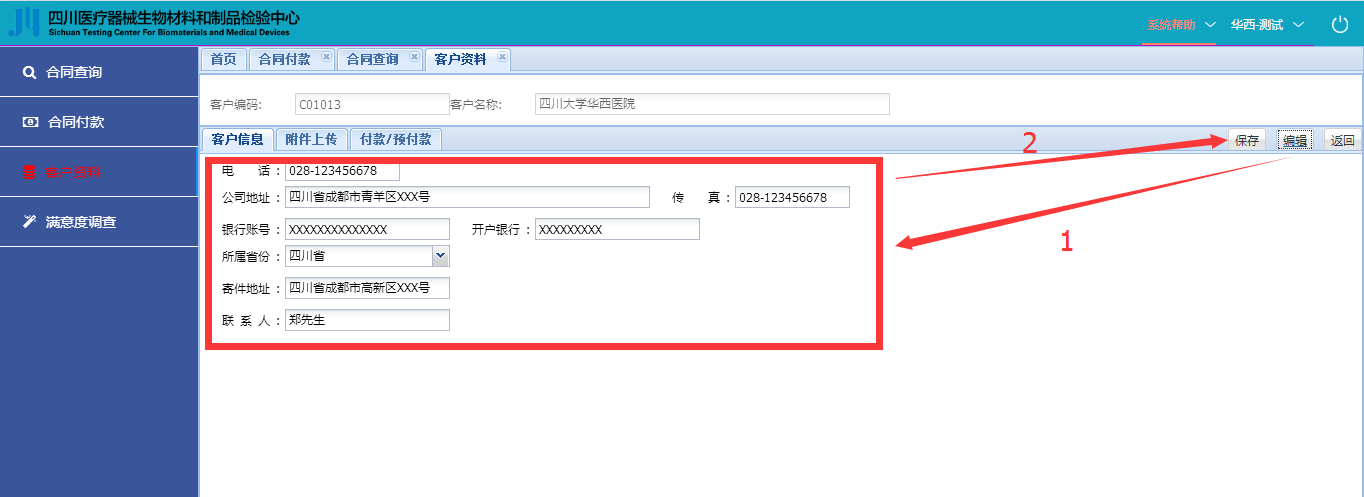 四川医疗器械生物材料和制品检验中心
Sichuan Testing Center For Biomaterials and Medical Devices
系统帮助 华西-测试
合同查询
合同付款
客户资料
满意度调查
首页 合同付款 合同查询 客户资料
客户编码: C01013 客户名称: 四川大学华西医院
客户信息 附件上传 付款/预付款 保存 编辑 返回
2
1
电 话 : 028-123456678
公司地址 : 四川省成都市青羊区XXX号 传 真 : 028-123456678
银行账号 : XXXXXXXXXXXXXX 开户银行 : XXXXXXXXX
所属省份 : 四川省
寄件地址 : 四川省成都市高新区XXX号
联 系 人 : 郑先生